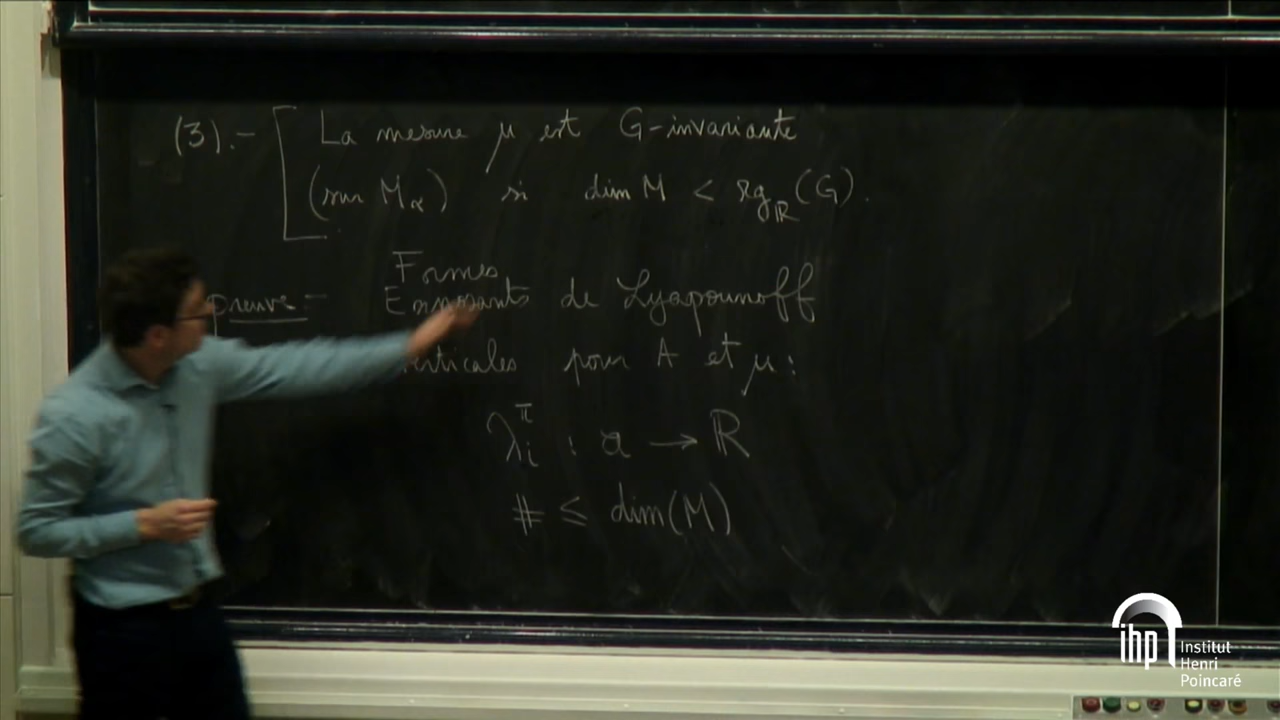 (3).- La mesure μ est G-invariante
(sur M_α) si dim M < rg_ℝ(G).
preuve- Formes
Exposants de Lyapounoff
verticales pour A et μ:
λ_i^π : a → ℝ
# ≤ dim(M)
ihp Institut
Henri
Poincaré